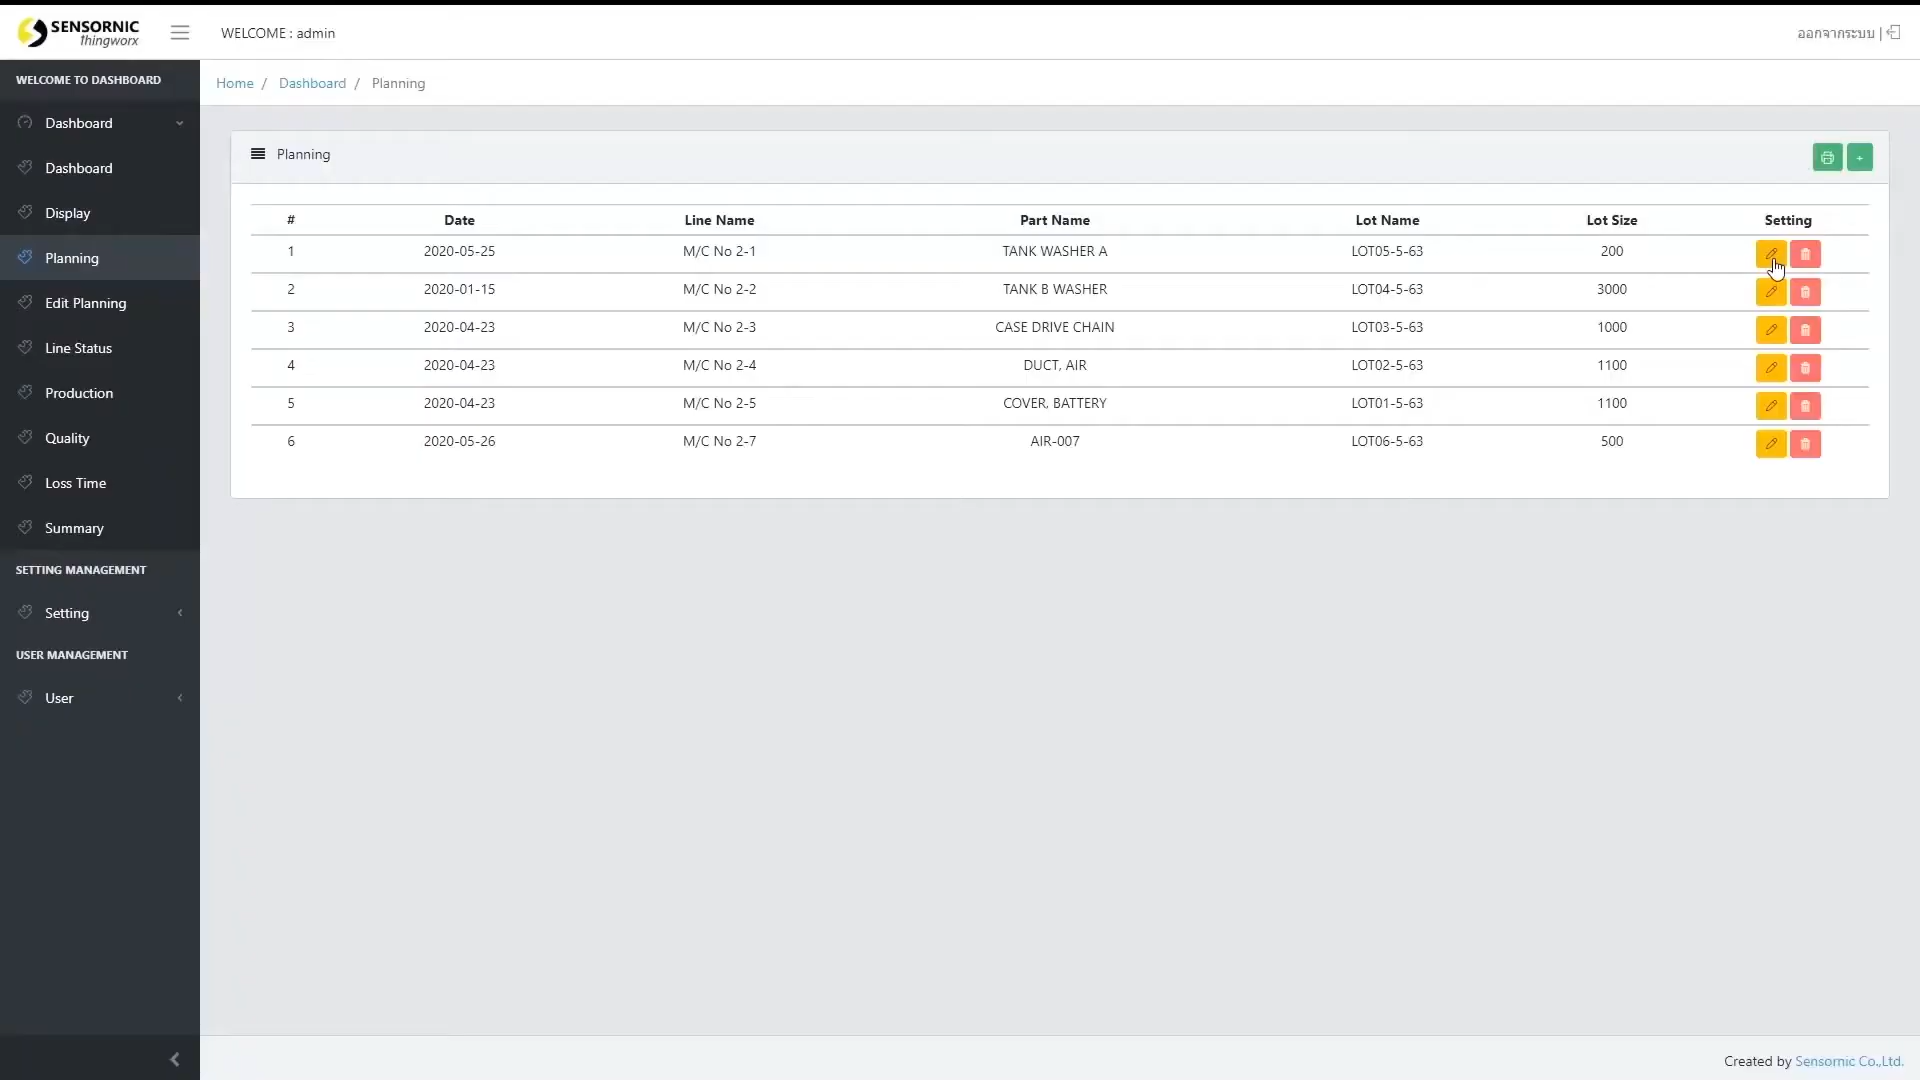 SENSORNIC
thingworx
WELCOME : admin
ออกจากระบบ |
WELCOME TO DASHBOARD
Home / Dashboard / Planning
Dashboard
Dashboard
Display
Planning
Edit Planning
Line Status
Production
Quality
Loss Time
Summary
SETTING MANAGEMENT
Setting
USER MANAGEMENT
User
Planning
+
# Date Line Name Part Name Lot Name Lot Size Setting
1 2020-05-25 M/C No 2-1 TANK WASHER A LOT05-5-63 200
2 2020-01-15 M/C No 2-2 TANK B WASHER LOT04-5-63 3000
3 2020-04-23 M/C No 2-3 CASE DRIVE CHAIN LOT03-5-63 1000
4 2020-04-23 M/C No 2-4 DUCT, AIR LOT02-5-63 1100
5 2020-04-23 M/C No 2-5 COVER, BATTERY LOT01-5-63 1100
6 2020-05-26 M/C No 2-7 AIR-007 LOT06-5-63 500
Created by Sensornic Co.,Ltd.